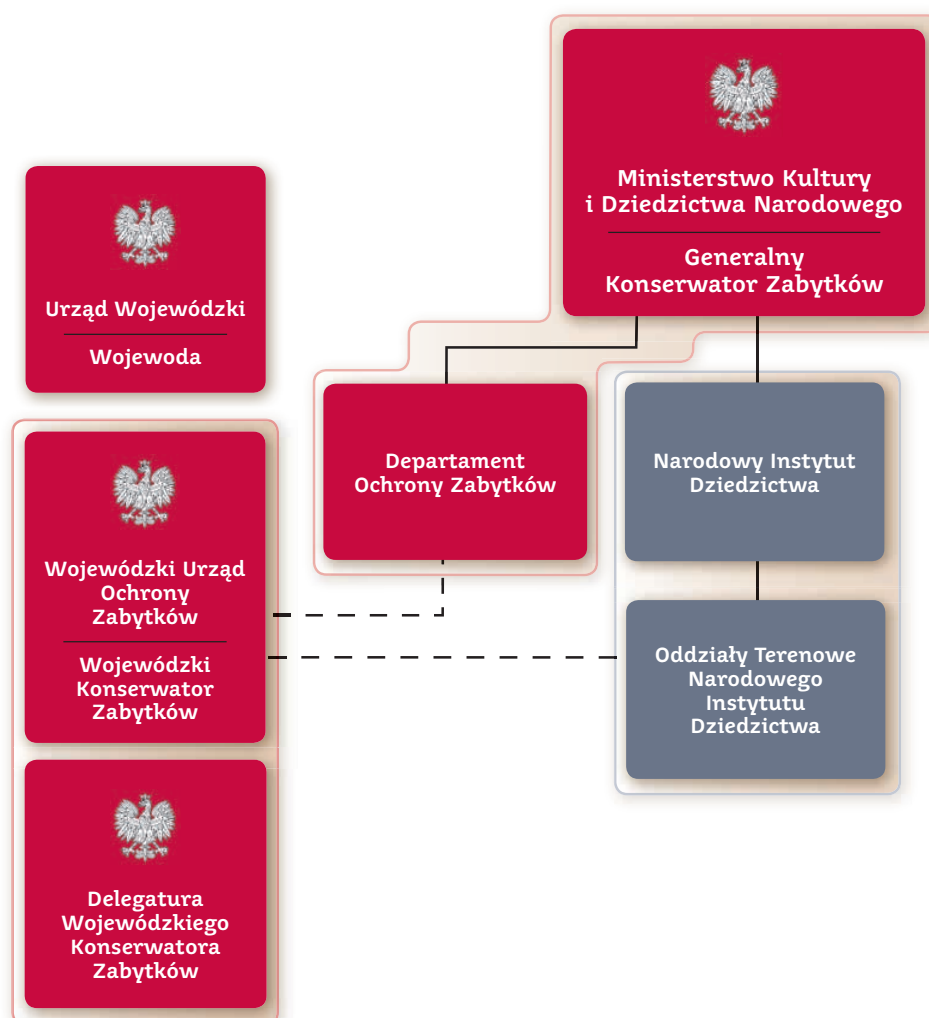 Ministerstwo Kultury
i Dziedzictwa Narodowego
Generalny
Konserwator Zabytków
Urząd Wojewódzki
Wojewoda
Departament
Ochrony Zabytków
Narodowy Instytut
Dziedzictwa
Wojewódzki Urząd
Ochrony
Zabytków
Wojewódzki
Konserwator
Zabytków
Oddziały Terenowe
Narodowego
Instytutu
Dziedzictwa
Delegatura
Wojewódzkiego
Konserwatora
Zabytków